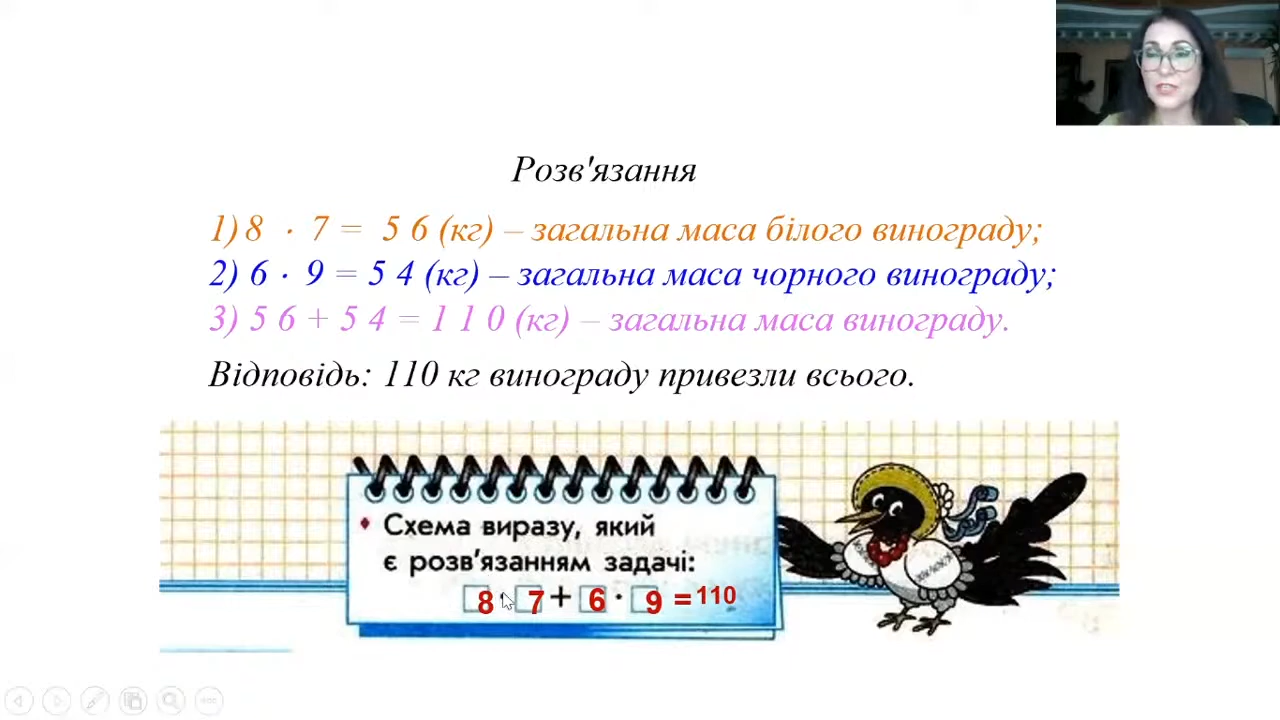 Розв'язання
1) 8 · 7 = 5 6 (кг) – загальна маса білого винограду;
2) 6 · 9 = 5 4 (кг) – загальна маса чорного винограду;
3) 5 6 + 5 4 = 1 1 0 (кг) – загальна маса винограду.
Відповідь: 110 кг винограду привезли всього.
Схема виразу, який
є розв'язанням задачі:
8 · 7 + 6 · 9 = 110